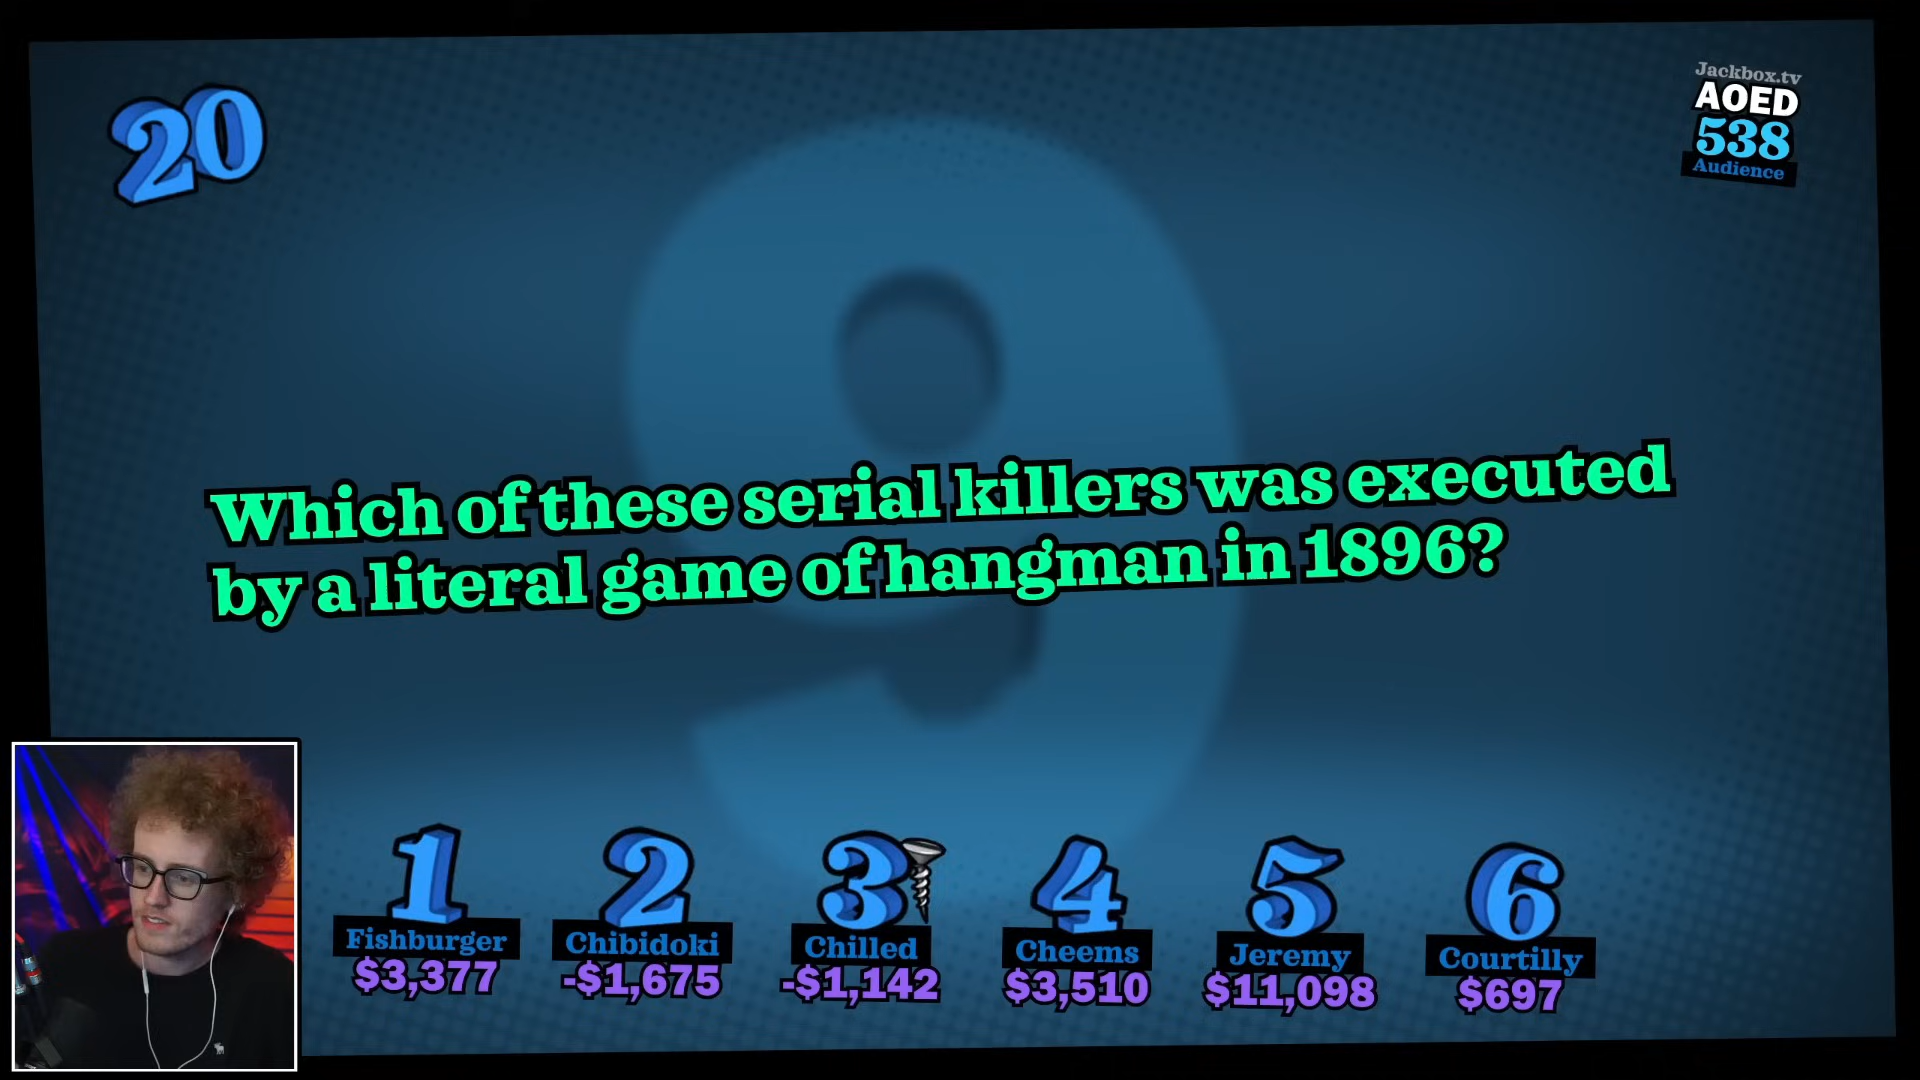 20
Jackbox.tv
AOED
538
Audience
9
Which of these serial killers was executed
by a literal game of hangman in 1896?
1
Fishburger
$3,377
2
Chibidoki
-$1,675
3
Chilled
-$1,142
4
Cheems
$3,510
5
Jeremy
$11,098
6
Courtilly
$697